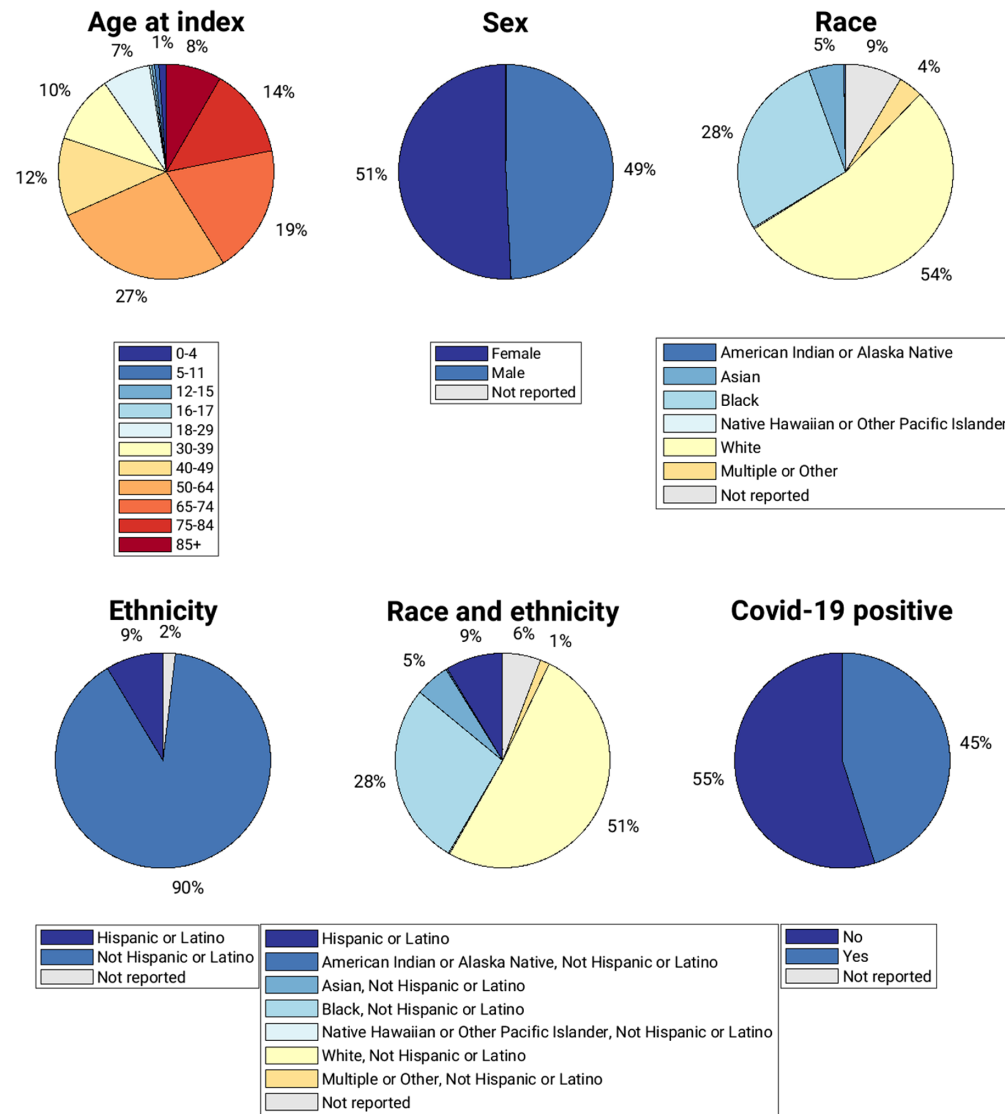 Age at index
1%
8%
7%
14%
10%
12%
19%
27%
0-4
5-11
12-15
16-17
18-29
30-39
40-49
50-64
65-74
75-84
85+
Sex
51%
49%
Female
Male
Not reported
Race
5%
9%
4%
28%
54%
American Indian or Alaska Native
Asian
Black
Native Hawaiian or Other Pacific Islander
White
Multiple or Other
Not reported
Ethnicity
9%
2%
90%
Hispanic or Latino
Not Hispanic or Latino
Not reported
Race and ethnicity
9%
6%
1%
5%
28%
51%
Hispanic or Latino
American Indian or Alaska Native, Not Hispanic or Latino
Asian, Not Hispanic or Latino
Black, Not Hispanic or Latino
Native Hawaiian or Other Pacific Islander, Not Hispanic or Latino
White, Not Hispanic or Latino
Multiple or Other, Not Hispanic or Latino
Not reported
Covid-19 positive
45%
55%
No
Yes
Not reported